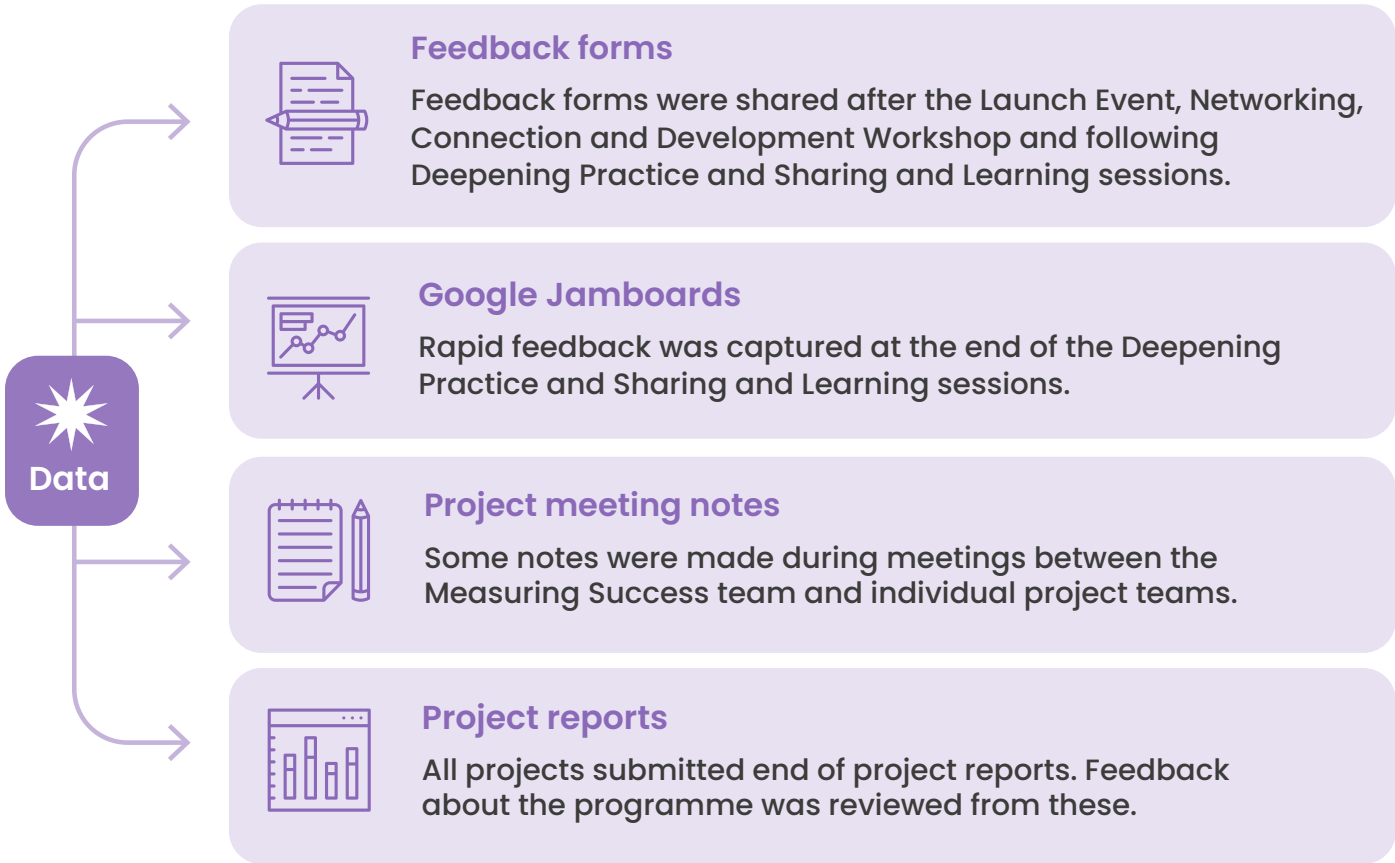 Feedback forms
Feedback forms were shared after the Launch Event, Networking,
Connection and Development Workshop and following
Deepening Practice and Sharing and Learning sessions.
Google Jamboards
Rapid feedback was captured at the end of the Deepening
Practice and Sharing and Learning sessions.
Data
Project meeting notes
Some notes were made during meetings between the
Measuring Success team and individual project teams.
Project reports
All projects submitted end of project reports. Feedback
about the programme was reviewed from these.